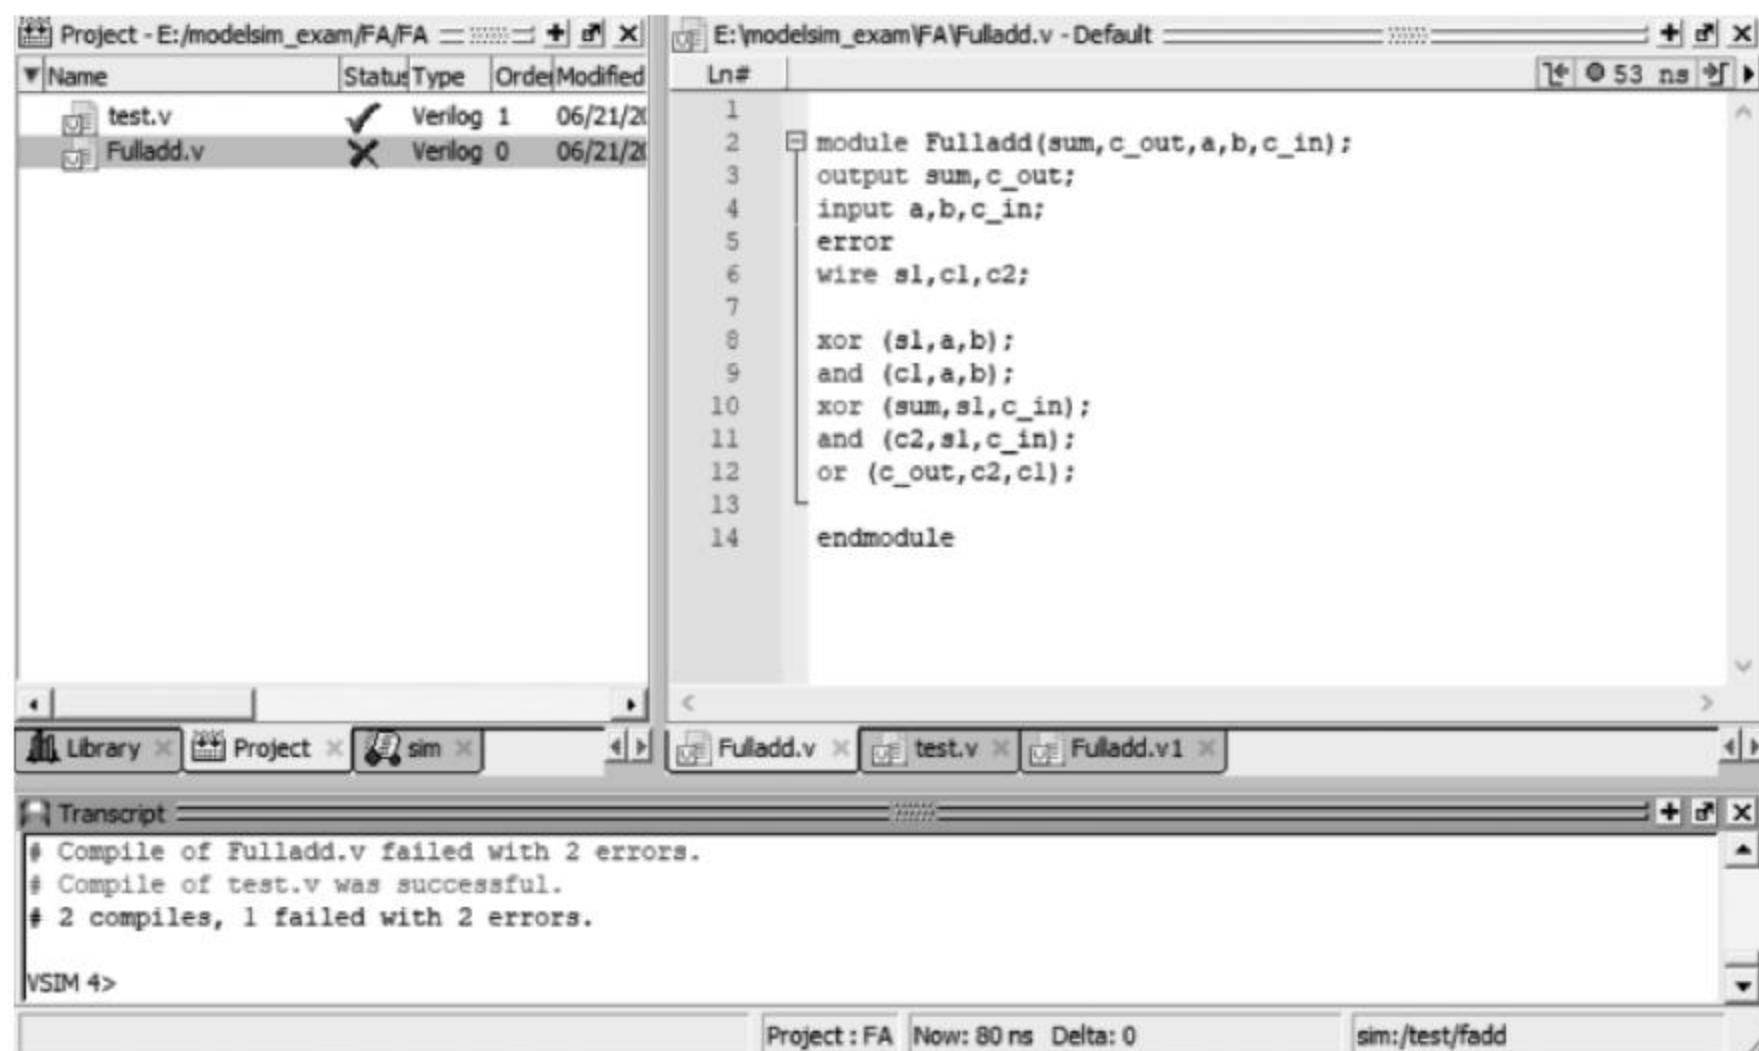 Project - E:/modelsim_exam/FA/FA
Name Status Type Order Modified
test.v Verilog 1 06/21/20
Fulladd.v Verilog 0 06/21/20
Library Project sim
E:\modelsim_exam\FA\Fulladd.v - Default
Ln# 53 ns
1
2 module Fulladd(sum,c_out,a,b,c_in);
3 output sum,c_out;
4 input a,b,c_in;
5 error
6 wire s1,c1,c2;
7
8 xor (s1,a,b);
9 and (c1,a,b);
10 xor (sum,s1,c_in);
11 and (c2,s1,c_in);
12 or (c_out,c2,c1);
13
14 endmodule
Fulladd.v test.v Fulladd.v1
Transcript
# Compile of Fulladd.v failed with 2 errors.
# Compile of test.v was successful.
# 2 compiles, 1 failed with 2 errors.
VSIM 4>
Project : FA Now: 80 ns Delta: 0 sim:/test/fadd